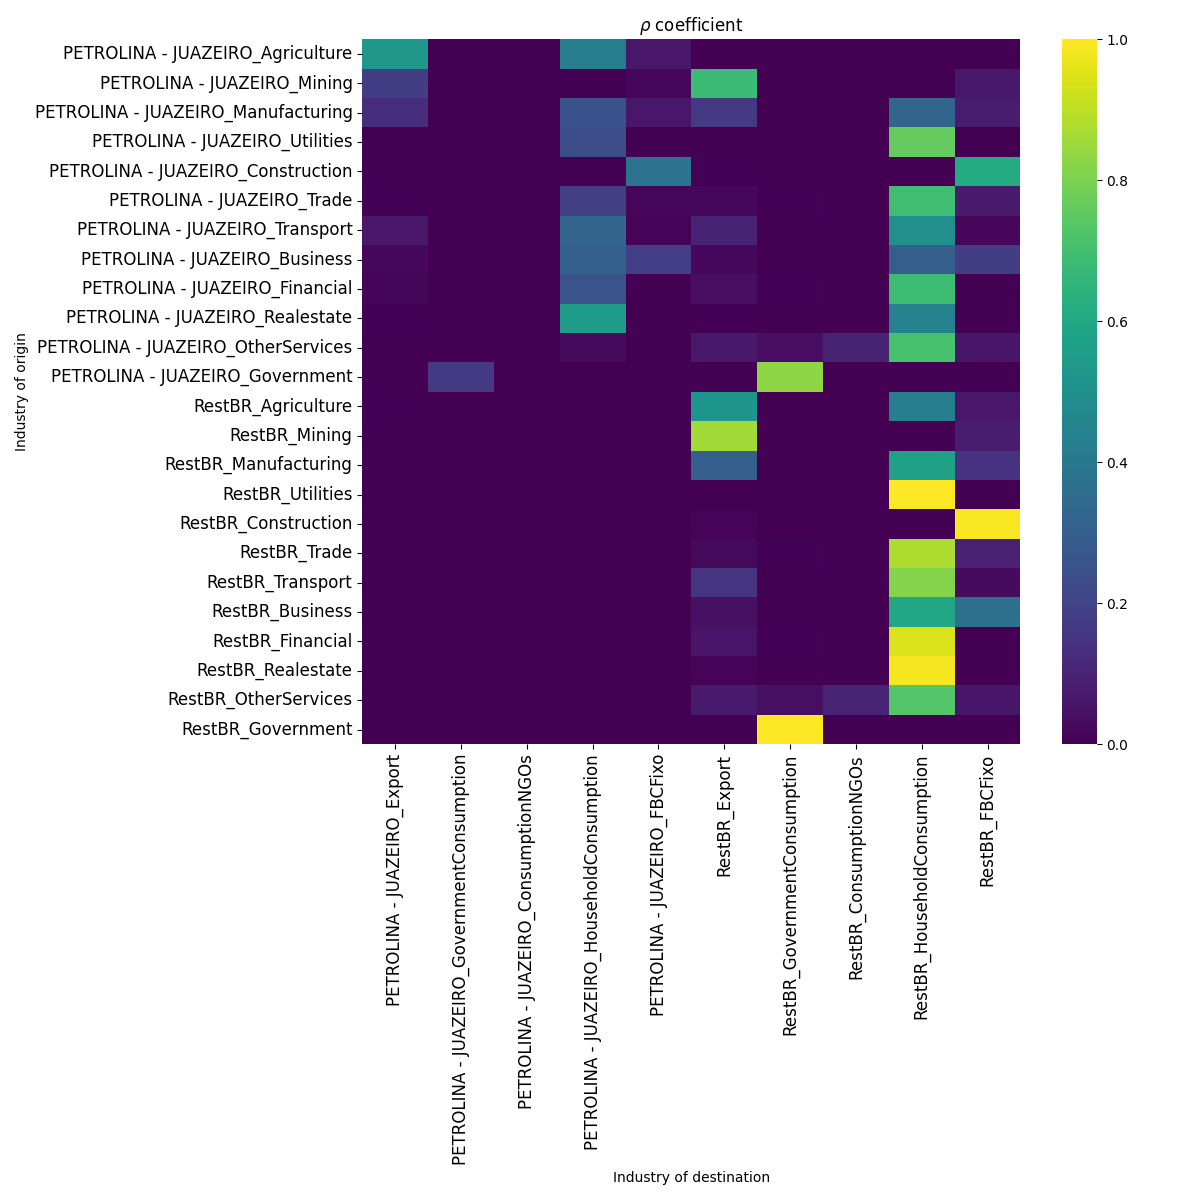 ρ coefficient
PETROLINA - JUAZEIRO_Agriculture
PETROLINA - JUAZEIRO_Mining
PETROLINA - JUAZEIRO_Manufacturing
PETROLINA - JUAZEIRO_Utilities
PETROLINA - JUAZEIRO_Construction
PETROLINA - JUAZEIRO_Trade
PETROLINA - JUAZEIRO_Transport
PETROLINA - JUAZEIRO_Business
PETROLINA - JUAZEIRO_Financial
PETROLINA - JUAZEIRO_Realestate
PETROLINA - JUAZEIRO_OtherServices
PETROLINA - JUAZEIRO_Government
RestBR_Agriculture
RestBR_Mining
RestBR_Manufacturing
RestBR_Utilities
RestBR_Construction
RestBR_Trade
RestBR_Transport
RestBR_Business
RestBR_Financial
RestBR_Realestate
RestBR_OtherServices
RestBR_Government
Industry of origin
1.0
0.8
0.6
0.4
0.2
0.0
PETROLINA - JUAZEIRO_Export
PETROLINA - JUAZEIRO_GovernmentConsumption
PETROLINA - JUAZEIRO_ConsumptionNGOs
PETROLINA - JUAZEIRO_HouseholdConsumption
PETROLINA - JUAZEIRO_FBCFixo
RestBR_Export
RestBR_GovernmentConsumption
RestBR_ConsumptionNGOs
RestBR_HouseholdConsumption
RestBR_FBCFixo
Industry of destination